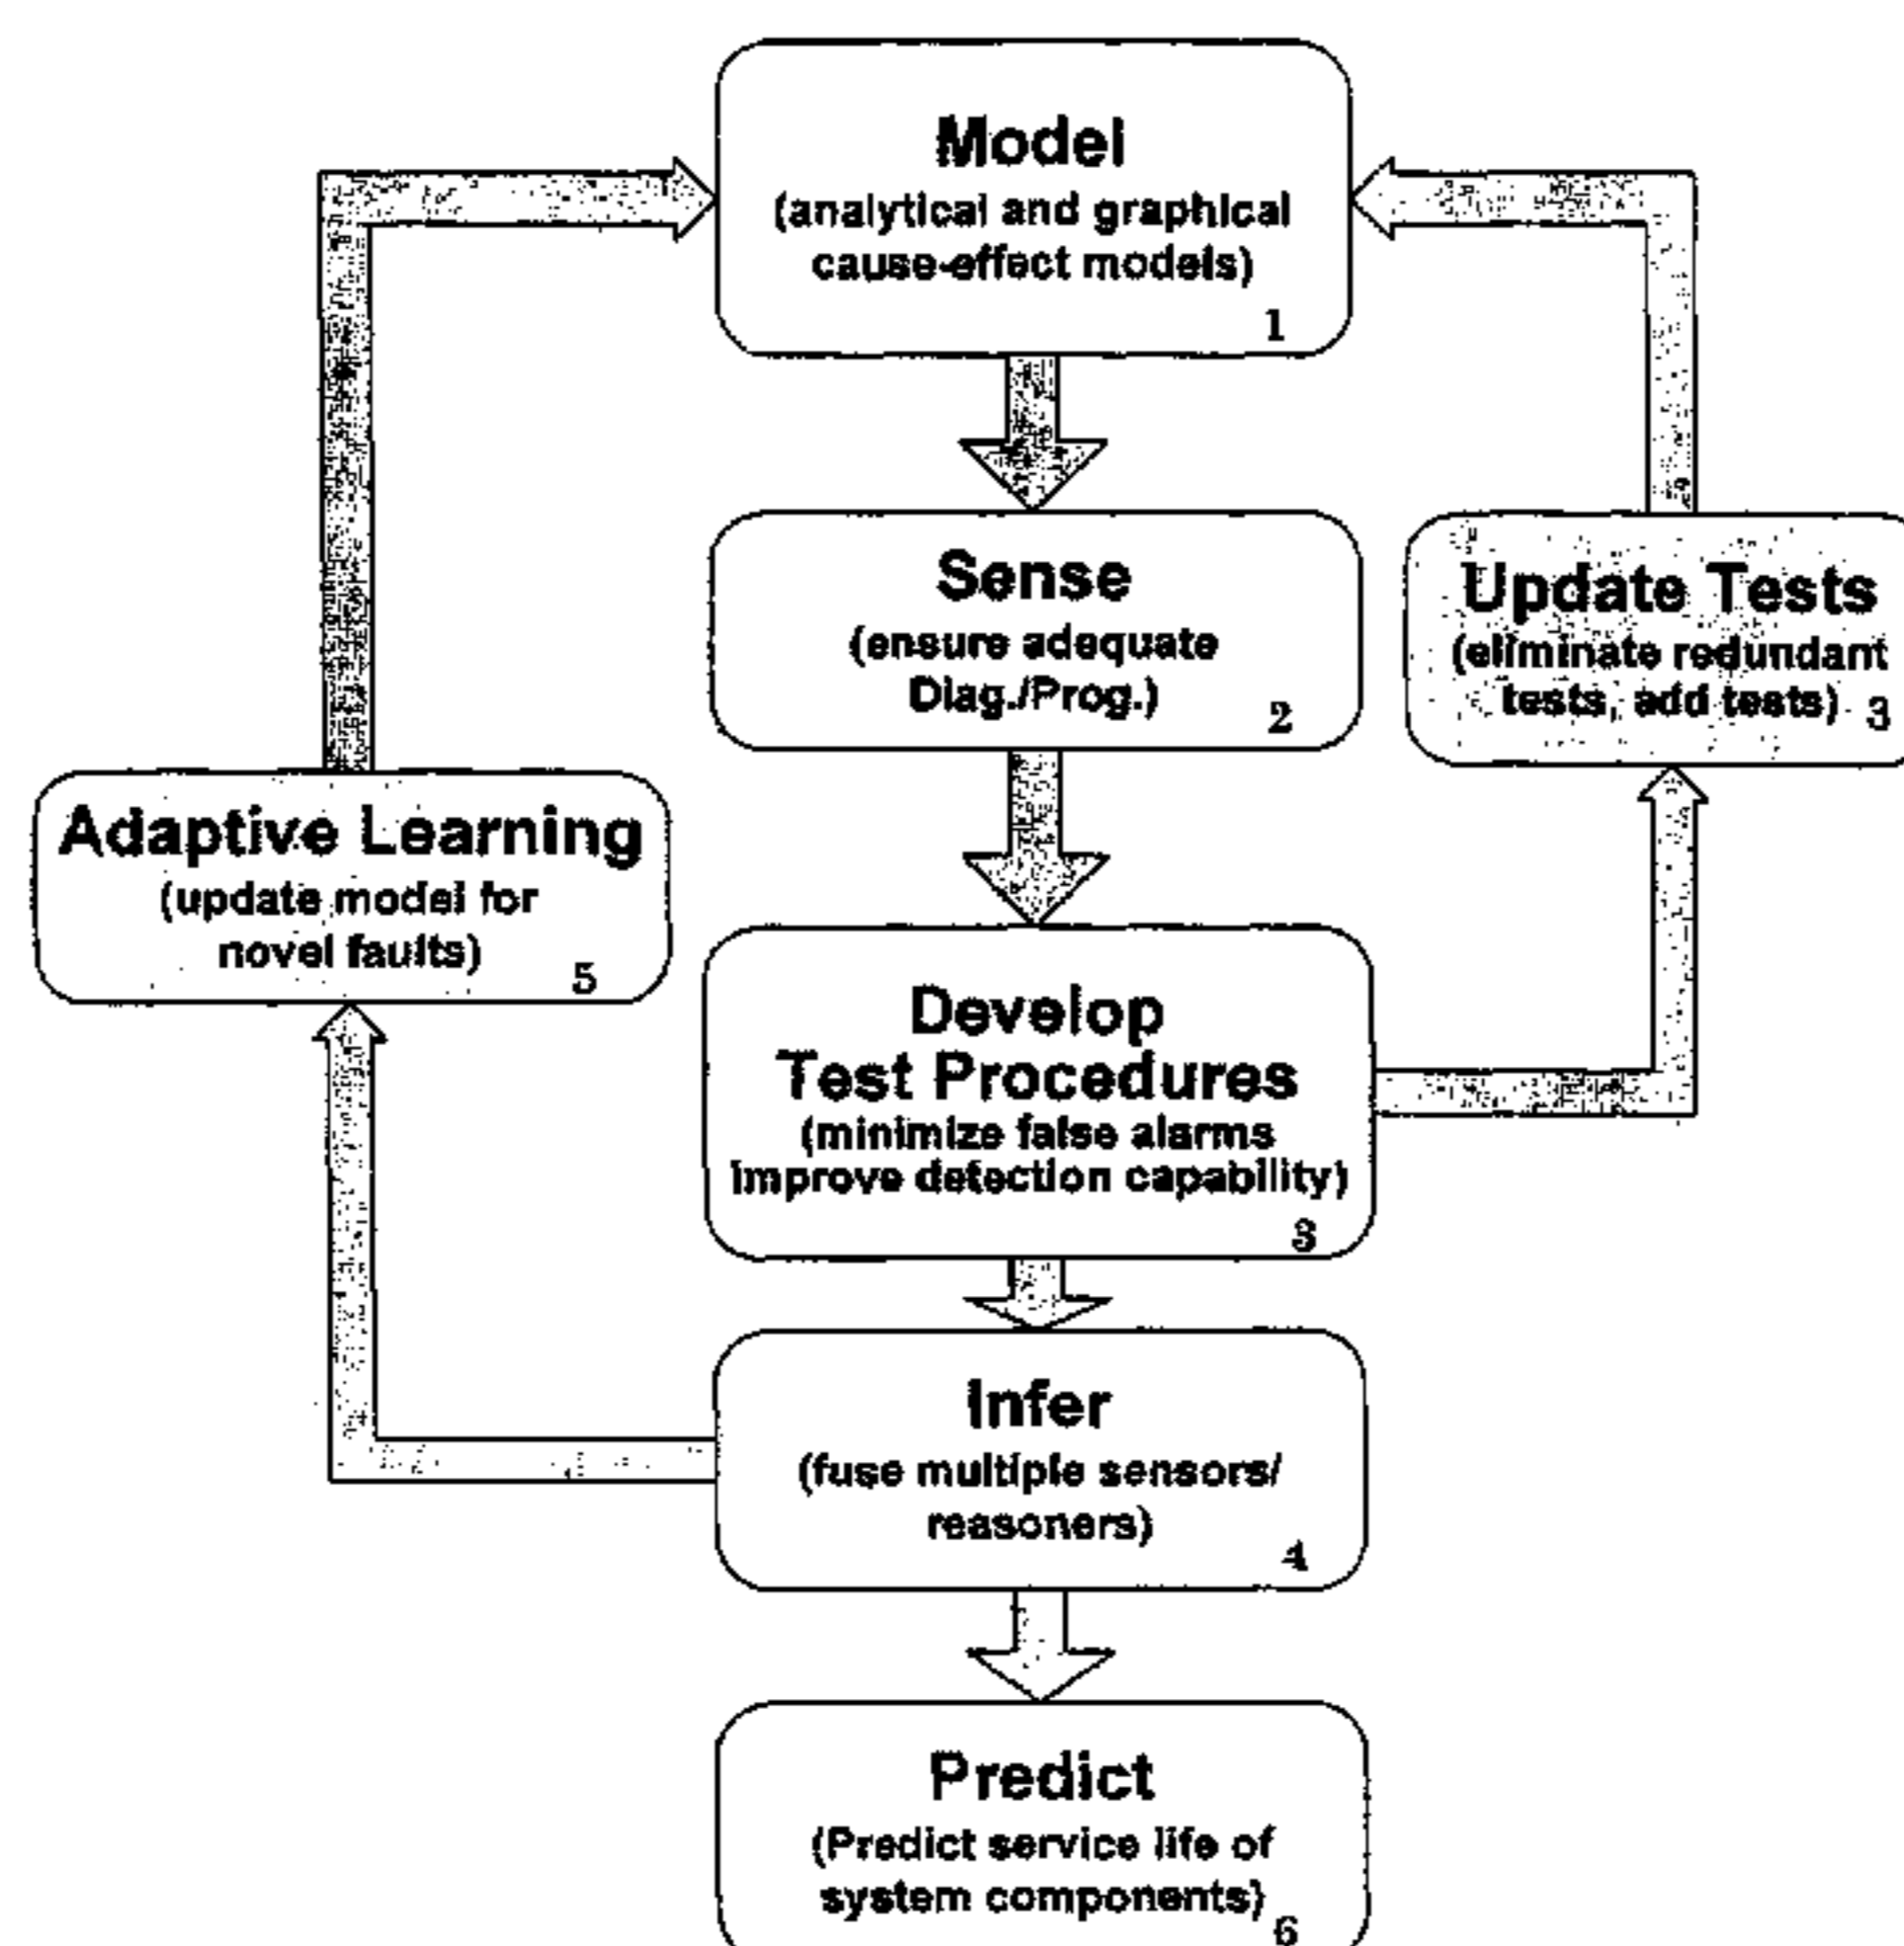 Model
(analytical and graphical
cause-effect models)
1
Sense
(ensure adequate
Diag./Prog.)
2
Update Tests
(eliminate redundant
tests, add tests)
3
Adaptive Learning
(update model for
novel faults)
5
Develop
Test Procedures
(minimize false alarms
improve detection capability)
3
Infer
(fuse multiple sensors/
reasoners)
4
Predict
(Predict service life of
system components)
6